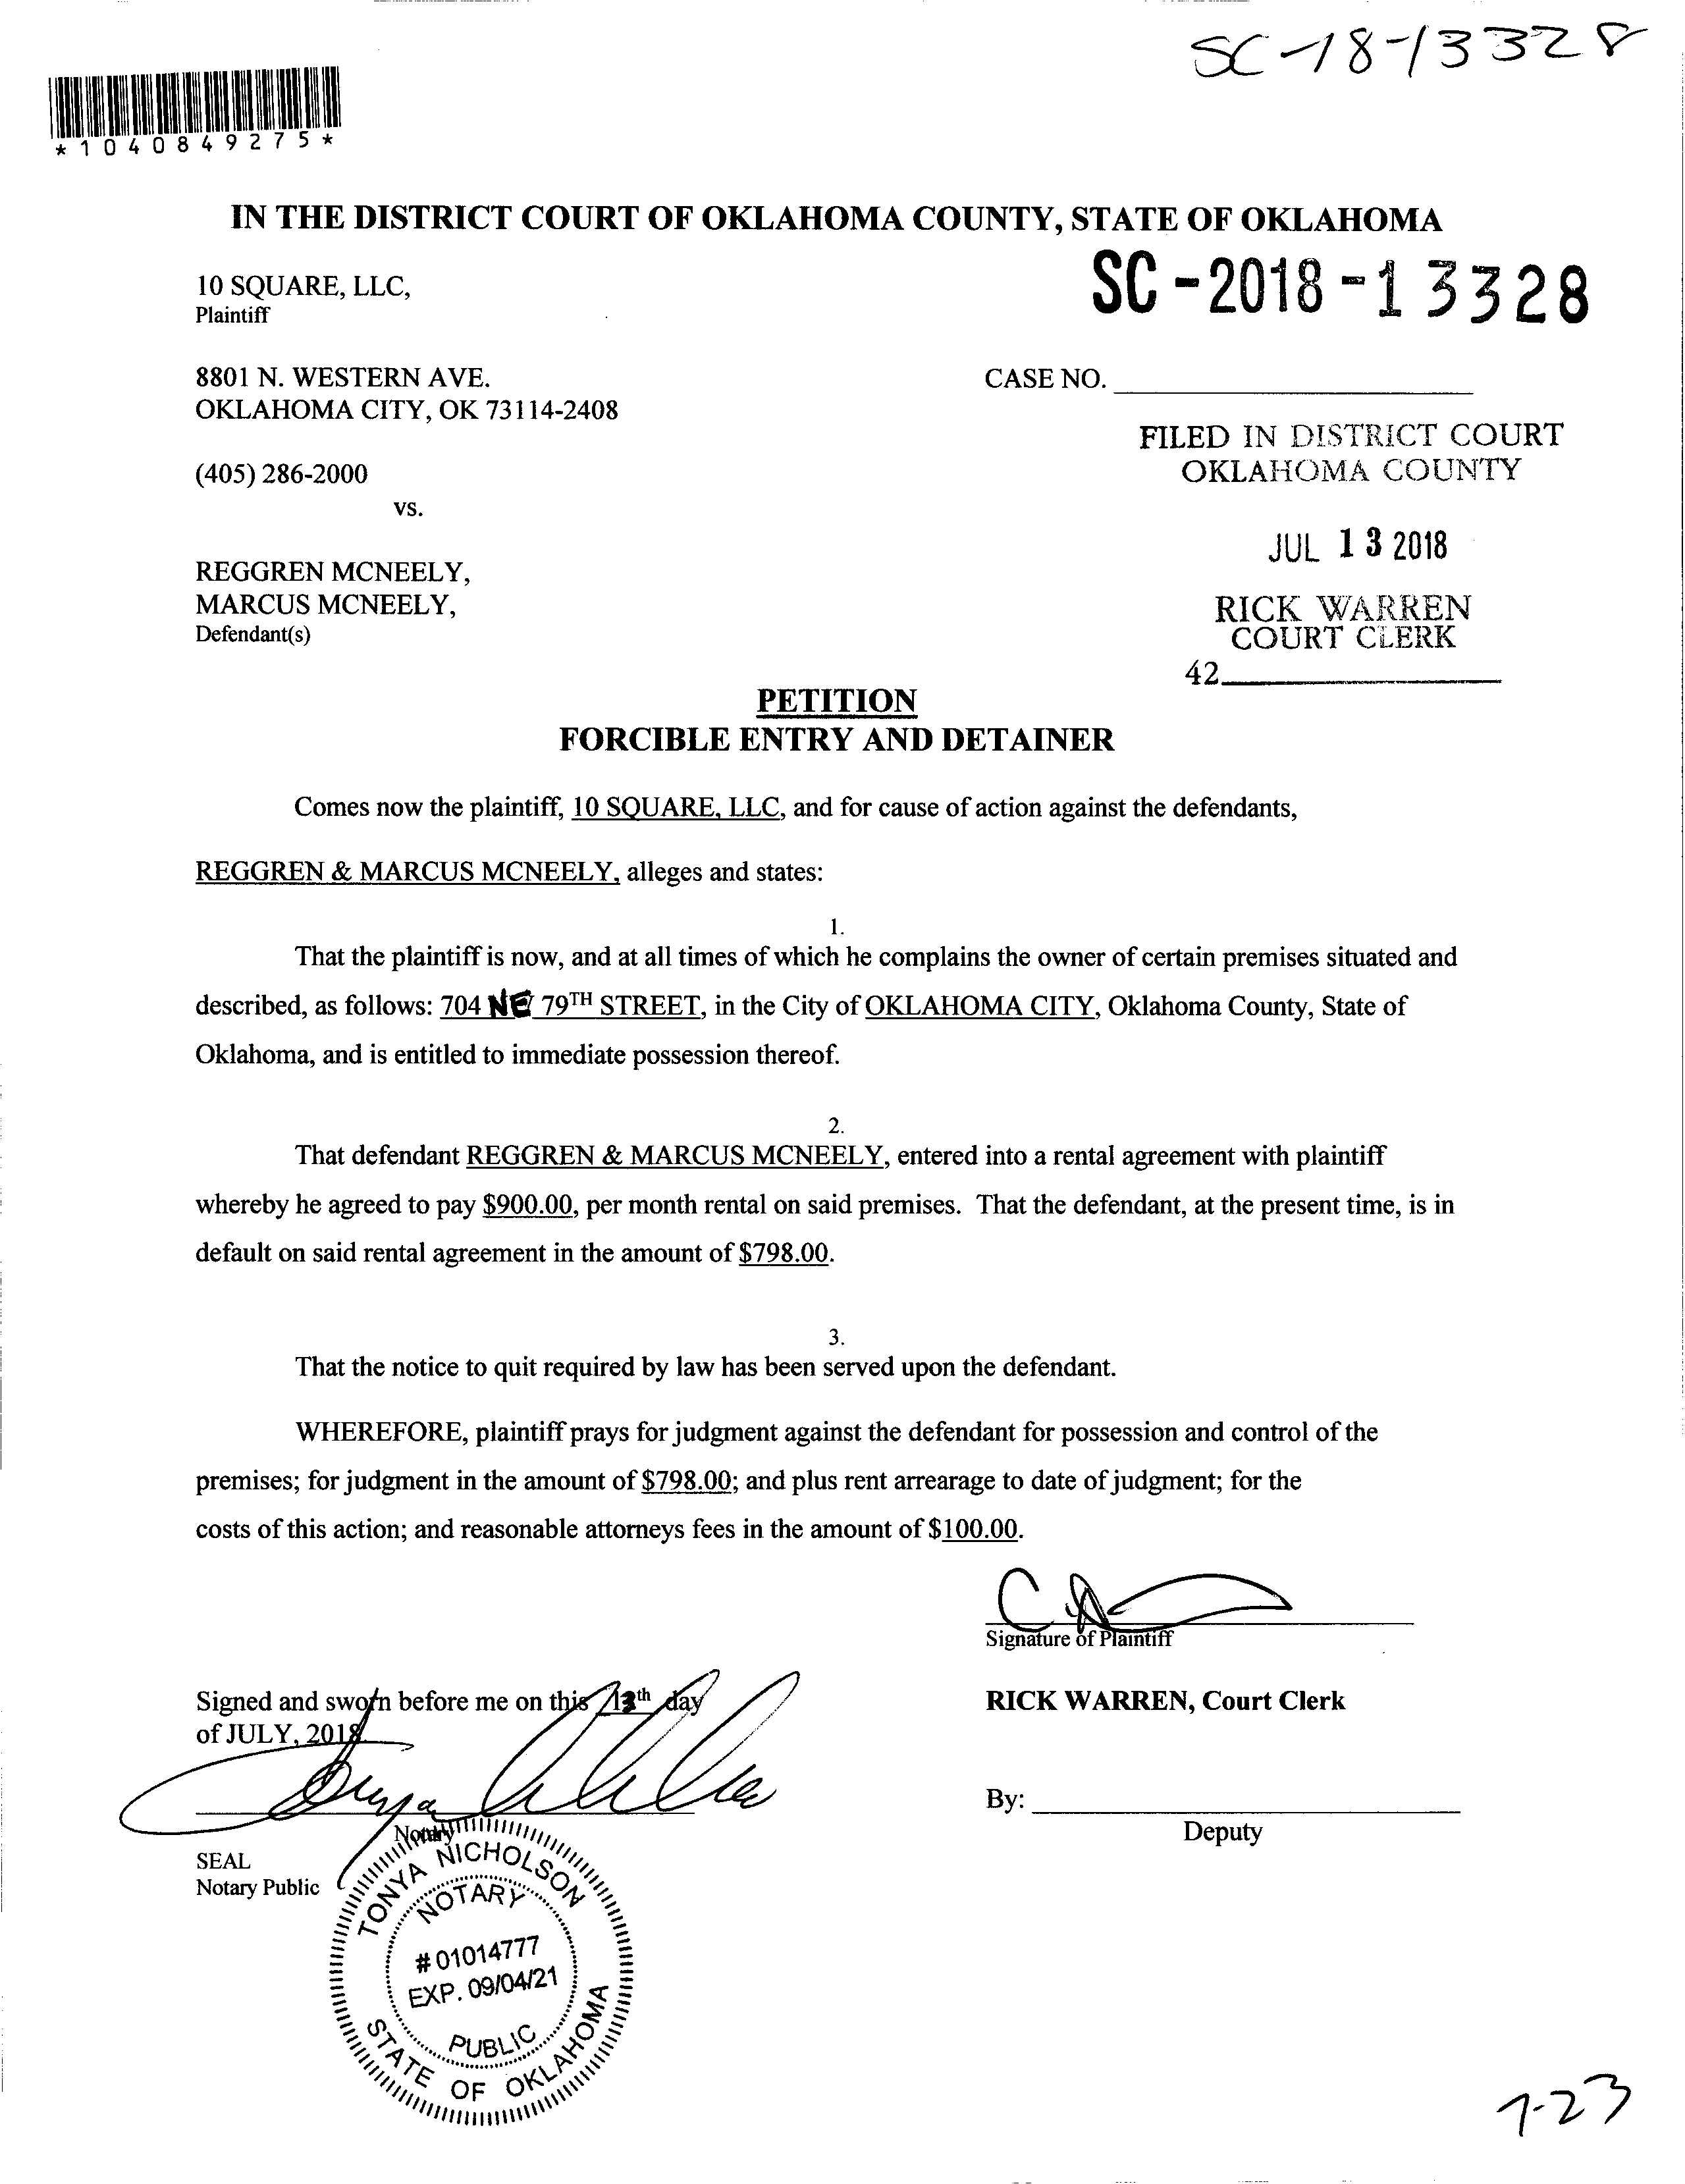 SC-18-13328
*1040849275*
IN THE DISTRICT COURT OF OKLAHOMA COUNTY, STATE OF OKLAHOMA
10 SQUARE, LLC,
Plaintiff
SC-2018-13328
8801 N. WESTERN AVE.
OKLAHOMA CITY, OK 73114-2408
CASE NO.
FILED IN DISTRICT COURT
OKLAHOMA COUNTY
(405) 286-2000
vs.
JUL 13 2018
REGGREN MCNEELY,
MARCUS MCNEELY,
Defendant(s)
RICK WARREN
COURT CLERK
42
PETITION
FORCIBLE ENTRY AND DETAINER
Comes now the plaintiff, 10 SQUARE, LLC, and for cause of action against the defendants,
REGGREN & MARCUS MCNEELY, alleges and states:
1.
That the plaintiff is now, and at all times of which he complains the owner of certain premises situated and
described, as follows: 704 NE 79TH STREET, in the City of OKLAHOMA CITY, Oklahoma County, State of
Oklahoma, and is entitled to immediate possession thereof.
2.
That defendant REGGREN & MARCUS MCNEELY, entered into a rental agreement with plaintiff
whereby he agreed to pay $900.00, per month rental on said premises. That the defendant, at the present time, is in
default on said rental agreement in the amount of $798.00.
3.
That the notice to quit required by law has been served upon the defendant.
WHEREFORE, plaintiff prays for judgment against the defendant for possession and control of the
premises; for judgment in the amount of $798.00; and plus rent arrearage to date of judgment; for the
costs of this action; and reasonable attorneys fees in the amount of $100.00.
Signature of Plaintiff
Signed and sworn before me on this 13th day
of JULY, 2018
RICK WARREN, Court Clerk
By:
Deputy
Notary
SEAL
Notary Public
TONYA NICHOLSON
NOTARY
# 01014777
EXP. 09/04/21
PUBLIC
STATE OF OKLAHOMA
7-23